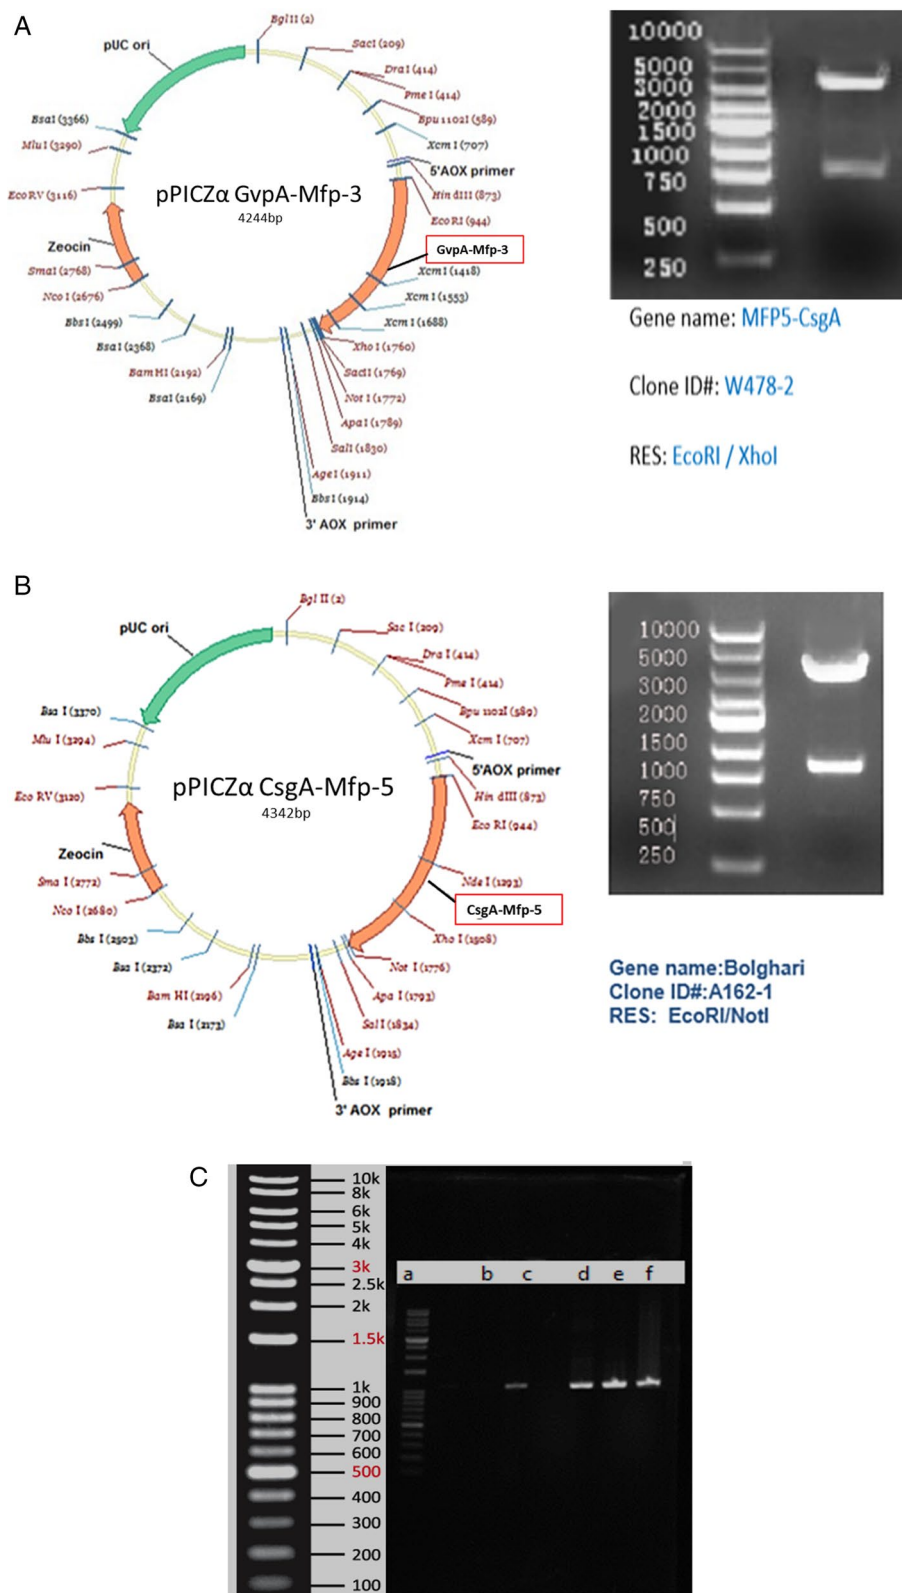 A
pUC ori
BglII (2)
SacI (209)
DraI (414)
PmeI (414)
Bpu1102I (589)
XcmI (707)
5'AOX primer
HindIII (873)
EcoRI (944)
GvpA-Mfp-3
XcmI (1418)
XcmI (1553)
XcmI (1688)
XhoI (1760)
SacII (1769)
NotI (1772)
ApaI (1789)
SalI (1830)
AgeI (1911)
BbsI (1914)
3' AOX primer
BsaI (2169)
BamHI (2192)
BsaI (2368)
BbsI (2499)
NcoI (2676)
SmaI (2768)
Zeocin
EcoRV (3116)
MluI (3290)
BsaI (3366)
pPICZα GvpA-Mfp-3
4244bp
10000
5000
3000
2000
1500
1000
750
500
250
Gene name: MFP5-CsgA
Clone ID#: W478-2
RES: EcoRI / XhoI
B
pUC ori
Bgl II (2)
Sac I (209)
Dra I (414)
Pme I (414)
Bpu 1102I (589)
Xcm I (707)
5'AOX primer
Hin dIII (873)
Eco RI (944)
Nde I (1293)
CsgA-Mfp-5
Xho I (1508)
Not I (1776)
Apa I (1793)
Sal I (1834)
Age I (1915)
Bbs I (1918)
3' AOX primer
Bsa I (2173)
Bam HI (2196)
Bsa I (2372)
Bbs I (2503)
Nco I (2680)
Sma I (2772)
Zeocin
Eco RV (3120)
Mlu I (3294)
Bsa I (3370)
pPICZα CsgA-Mfp-5
4342bp
10000
5000
3000
2000
1500
1000
750
500
250
Gene name:Bolghari
Clone ID#:A162-1
RES: EcoRI/NotI
C
10k
8k
6k
5k
4k
3k
2.5k
2k
1.5k
1k
900
800
700
600
500
400
300
200
100
a b c d e f